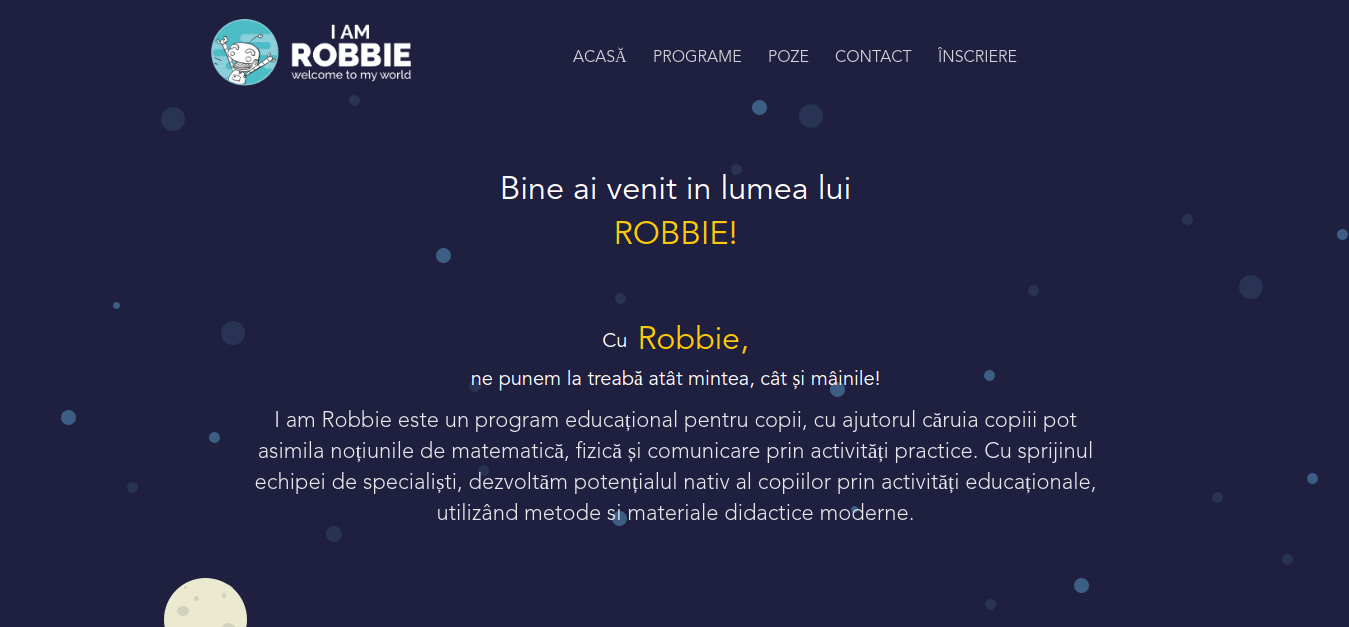 I AM
ROBBIE
welcome to my world
ACASĂ PROGRAME POZE CONTACT ÎNSCRIERE
Bine ai venit in lumea lui
ROBBIE!
Cu Robbie,
ne punem la treabă atât mintea, cât și mâinile!
I am Robbie este un program educațional pentru copii, cu ajutorul căruia copiii pot
asimila noțiunile de matematică, fizică și comunicare prin activități practice. Cu sprijinul
echipei de specialiști, dezvoltăm potențialul nativ al copiilor prin activități educaționale,
utilizând metode si materiale didactice moderne.